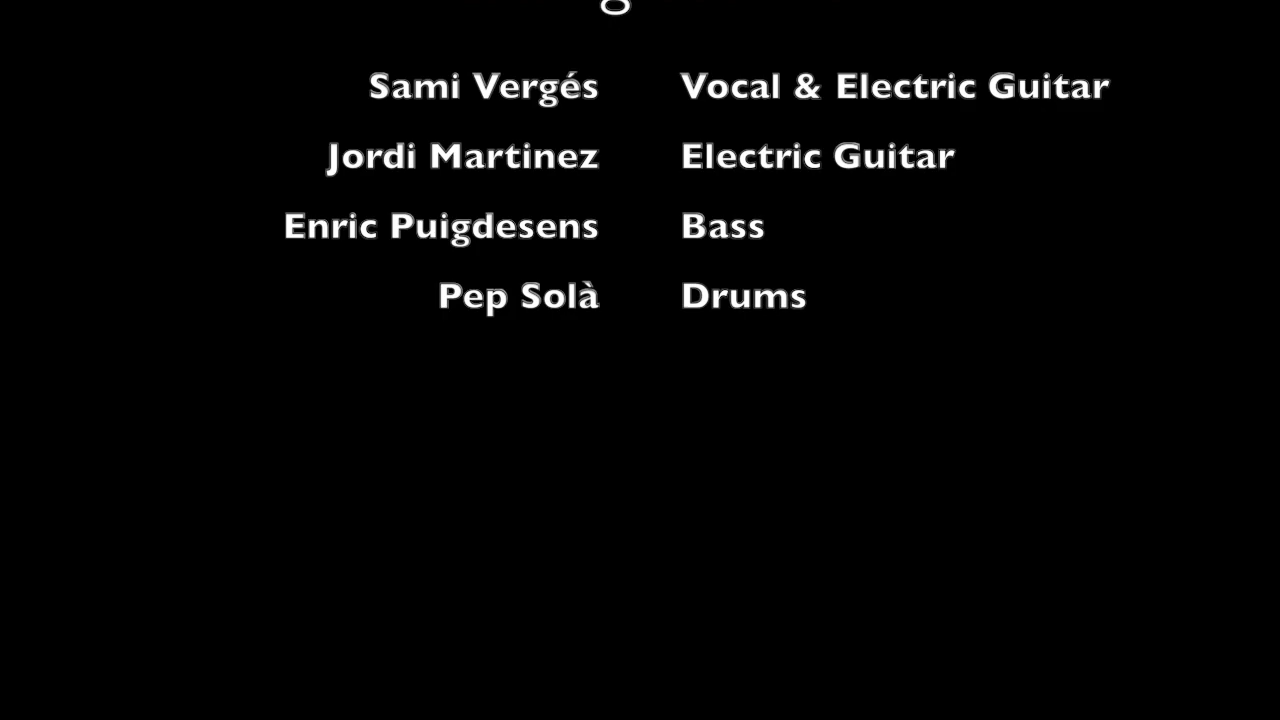 Sami Vergés Vocal & Electric Guitar
Jordi Martinez Electric Guitar
Enric Puigdesens Bass
Pep Solà Drums